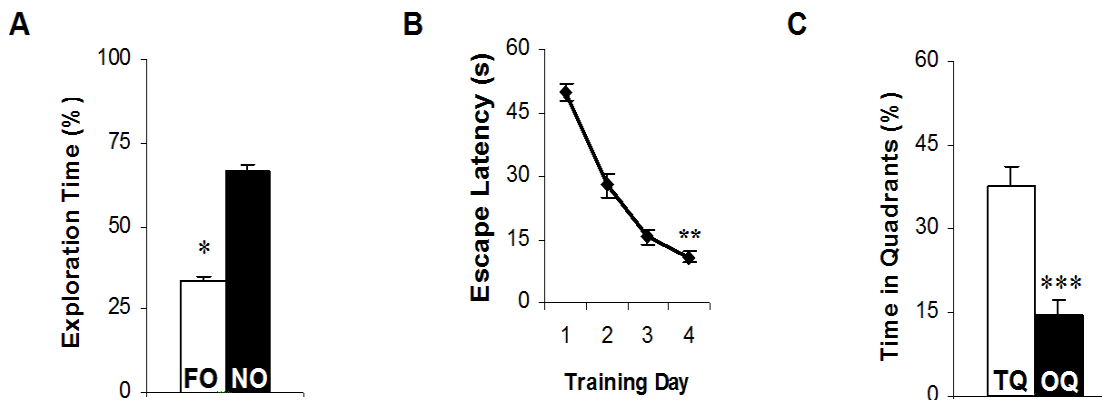 A
Exploration Time (%)
100
75
50
25
0
*
FO NO
B
Escape Latency (s)
60
45
30
15
0
**
1 2 3 4
Training Day
C
Time in Quadrants (%)
60
45
30
15
0
***
TQ OQ